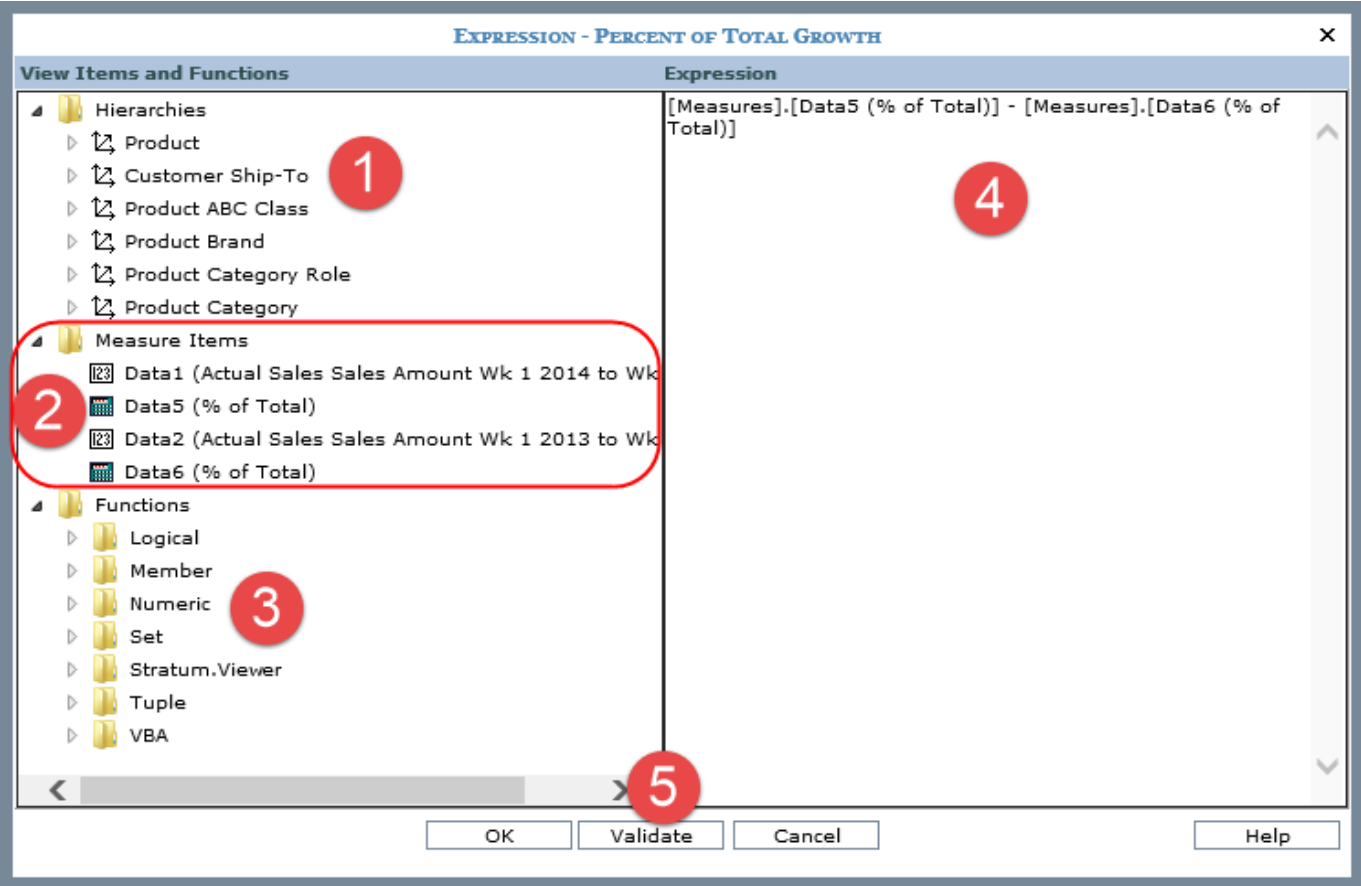 Expression - Percent of Total Growth
View Items and Functions
Expression
Hierarchies
Product
Customer Ship-To
Product ABC Class
Product Brand
Product Category Role
Product Category
Measure Items
Data1 (Actual Sales Sales Amount Wk 1 2014 to Wk
Data5 (% of Total)
Data2 (Actual Sales Sales Amount Wk 1 2013 to Wk
Data6 (% of Total)
Functions
Logical
Member
Numeric
Set
Stratum.Viewer
Tuple
VBA
[Measures].[Data5 (% of Total)] - [Measures].[Data6 (% of
Total)]
1
2
3
4
5
OK
Validate
Cancel
Help